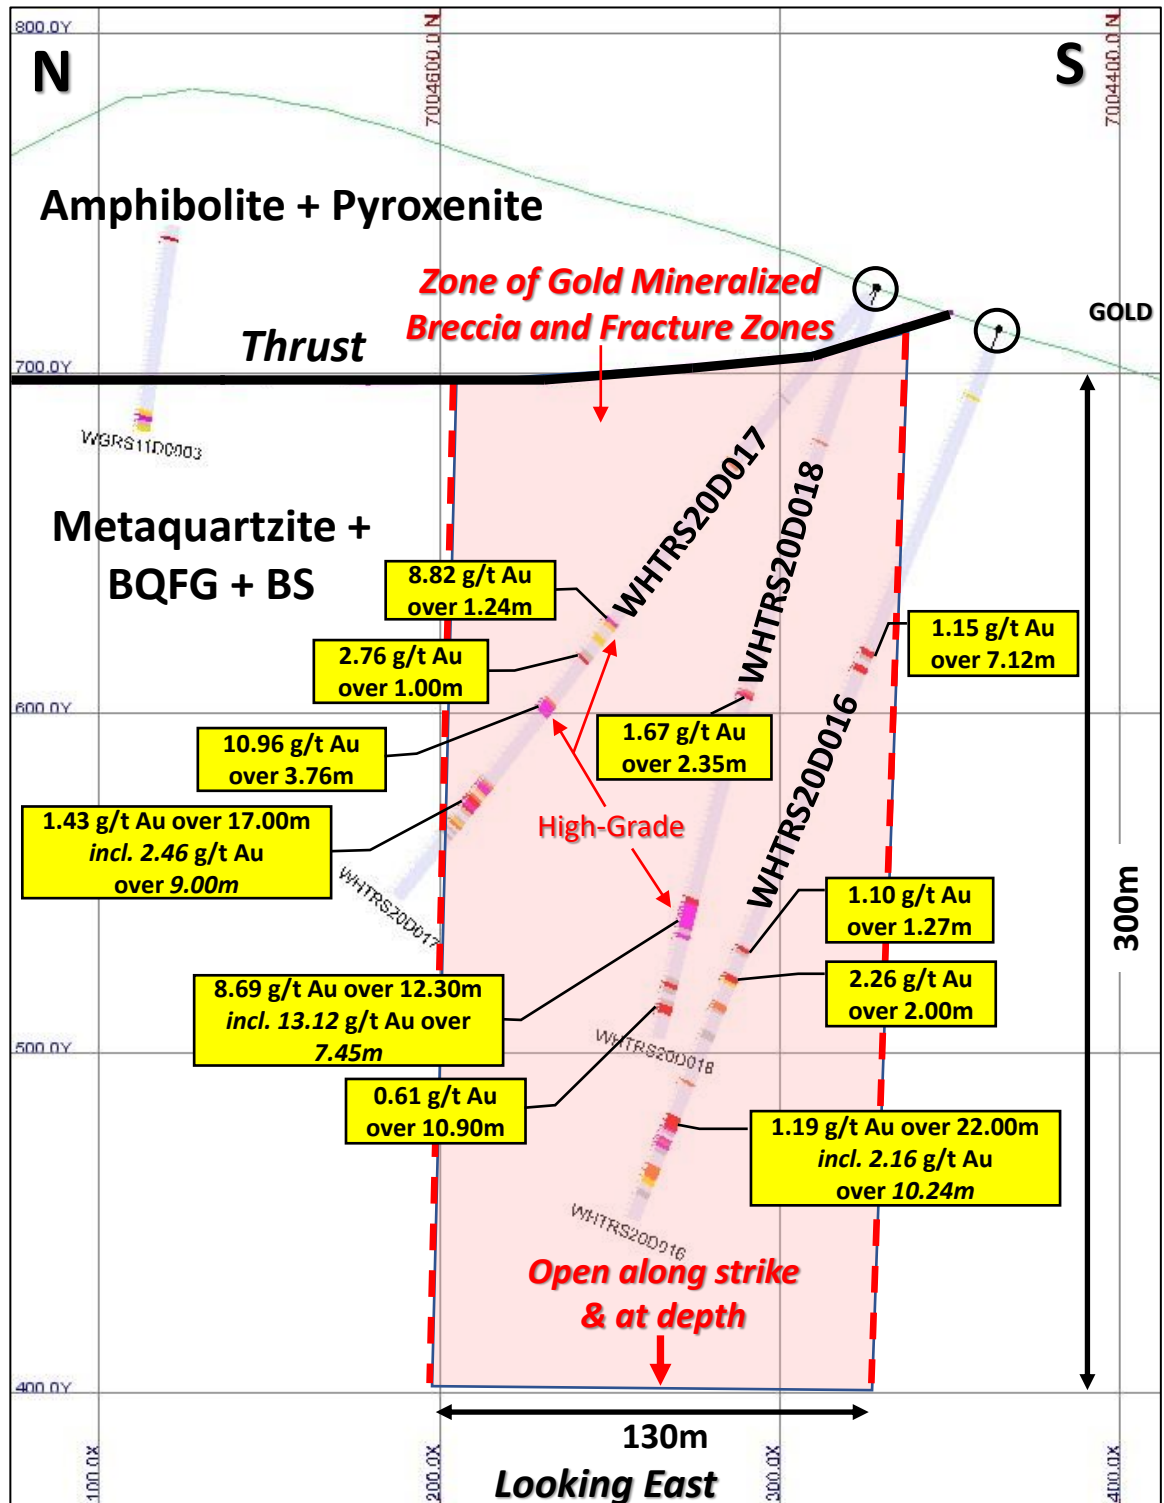 800.0Y
N
7004600.0 N
S
7004400.0 N
Amphibolite + Pyroxenite
Zone of Gold Mineralized
Breccia and Fracture Zones
GOLD
Thrust
700.0Y
WGRS11D0003
WHTRS20D017
WHTRS20D018
Metaquartzite +
BQFG + BS
8.82 g/t Au
over 1.24m
2.76 g/t Au
over 1.00m
1.15 g/t Au
over 7.12m
600.0Y
10.96 g/t Au
over 3.76m
1.67 g/t Au
over 2.35m
WHTRS20D016
1.43 g/t Au over 17.00m
incl. 2.46 g/t Au
over 9.00m
High-Grade
WHTRS20D017
1.10 g/t Au
over 1.27m
300m
8.69 g/t Au over 12.30m
incl. 13.12 g/t Au over
7.45m
2.26 g/t Au
over 2.00m
500.0Y
WHTRS20D018
0.61 g/t Au
over 10.90m
1.19 g/t Au over 22.00m
incl. 2.16 g/t Au
over 10.24m
WHTRS20D016
Open along strike
& at depth
400.0Y
130m
100.0X
200.0X
300.0X
400.0X
Looking East